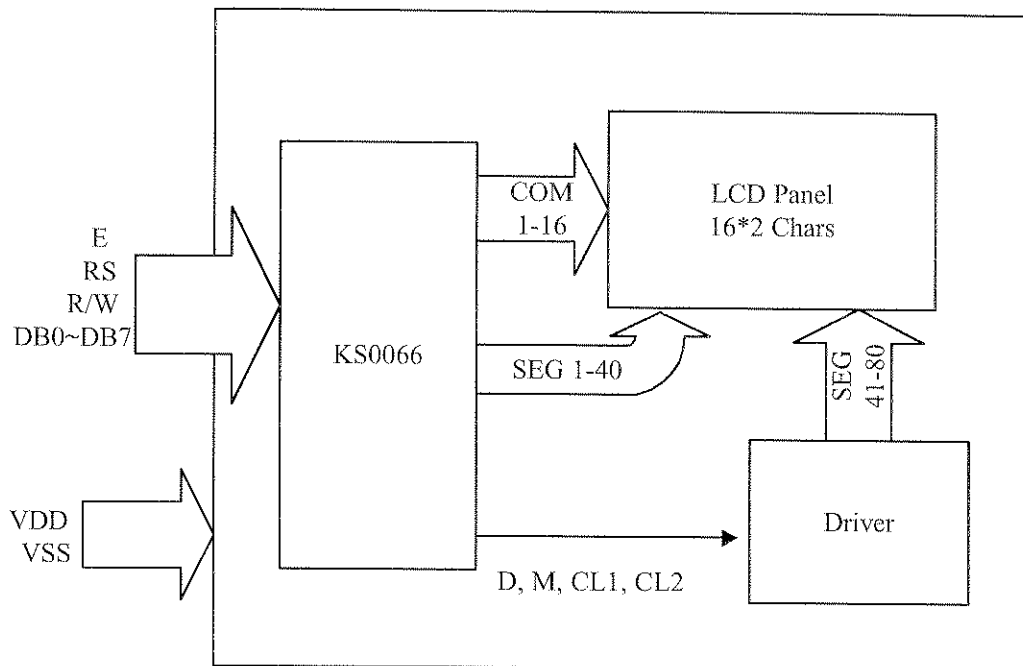 E
RS
R/W
DB0~DB7
VDD
VSS
KS0066
COM
1-16
SEG 1-40
D, M, CL1, CL2
LCD Panel
16*2 Chars
SEG
41-80
Driver